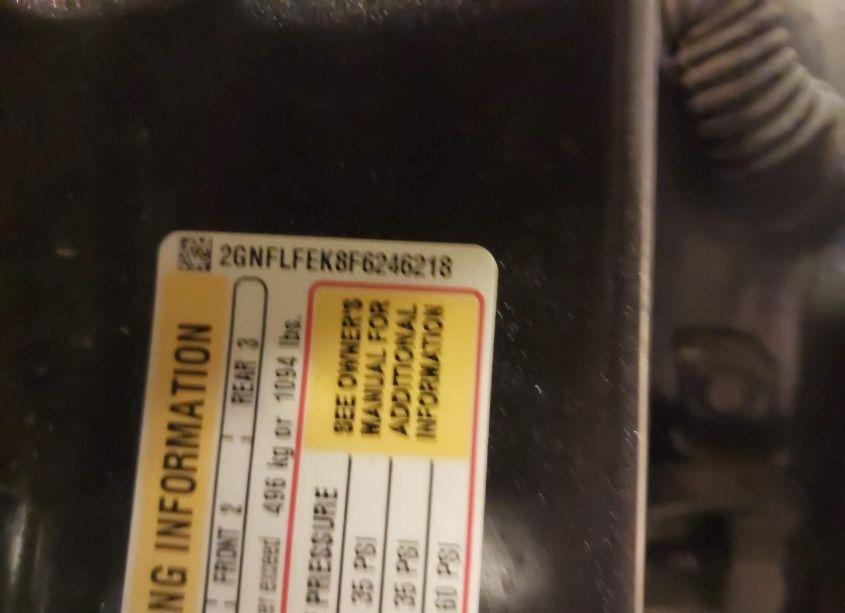 2GNFLFEK8F6246218
NG INFORMATION
FRONT 2 REAR 3
er exceed 496 kg or 1094 lbs.
PRESSURE
SEE OWNER'S
MANUAL FOR
ADDITIONAL
INFORMATION
35 PSI
35 PSI
60 PSI